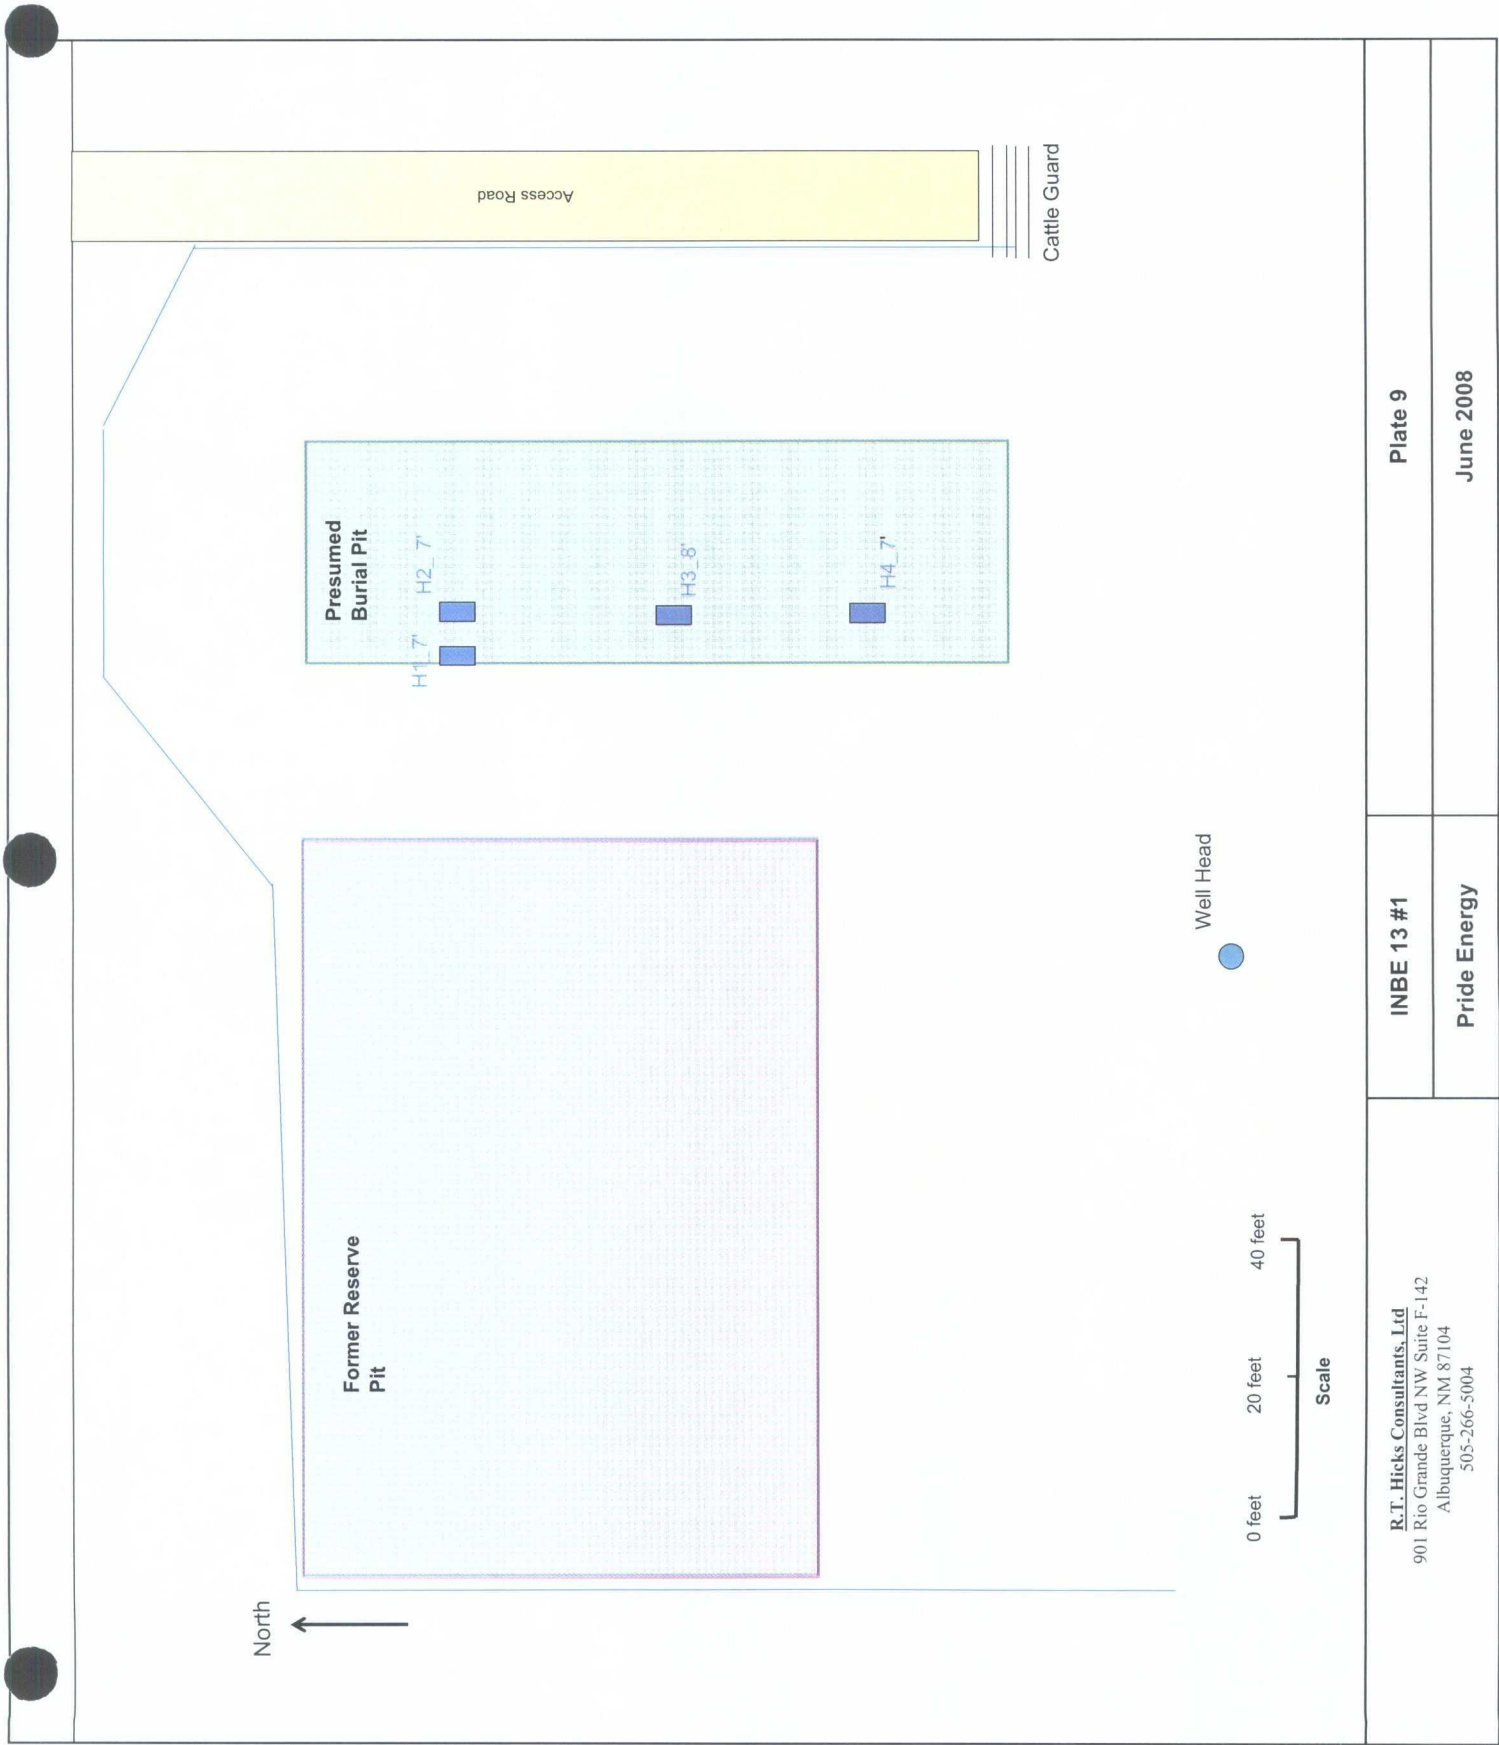 North
Former Reserve
Pit
Presumed
Burial Pit
H1_7'
H2_ 7'
H3_8'
H4_7'
Access Road
Cattle Guard
Well Head
0 feet
20 feet
40 feet
Scale
R.T. Hicks Consultants, Ltd
901 Rio Grande Blvd NW Suite F-142
Albuquerque, NM 87104
505-266-5004
INBE 13 #1
Plate 9
Pride Energy
June 2008